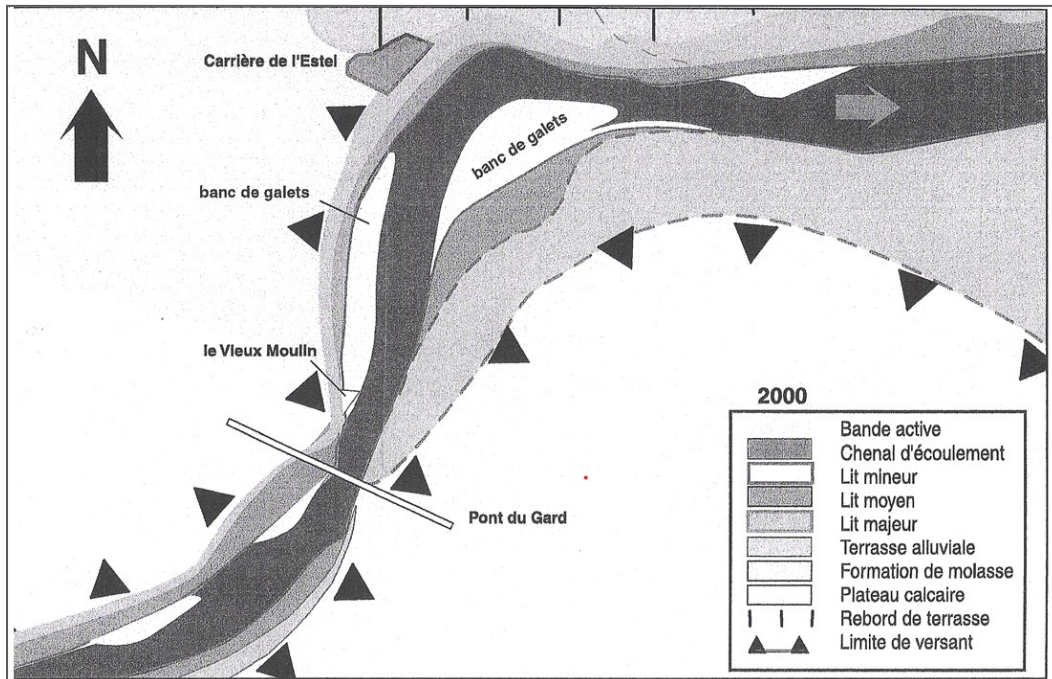 Carrière de l'Estel
N
banc de galets
banc de galets
le Vieux Moulin
Pont du Gard
2000
Bande active
Chenal d'écoulement
Lit mineur
Lit moyen
Lit majeur
Terrasse alluviale
Formation de molasse
Plateau calcaire
Rebord de terrasse
Limite de versant